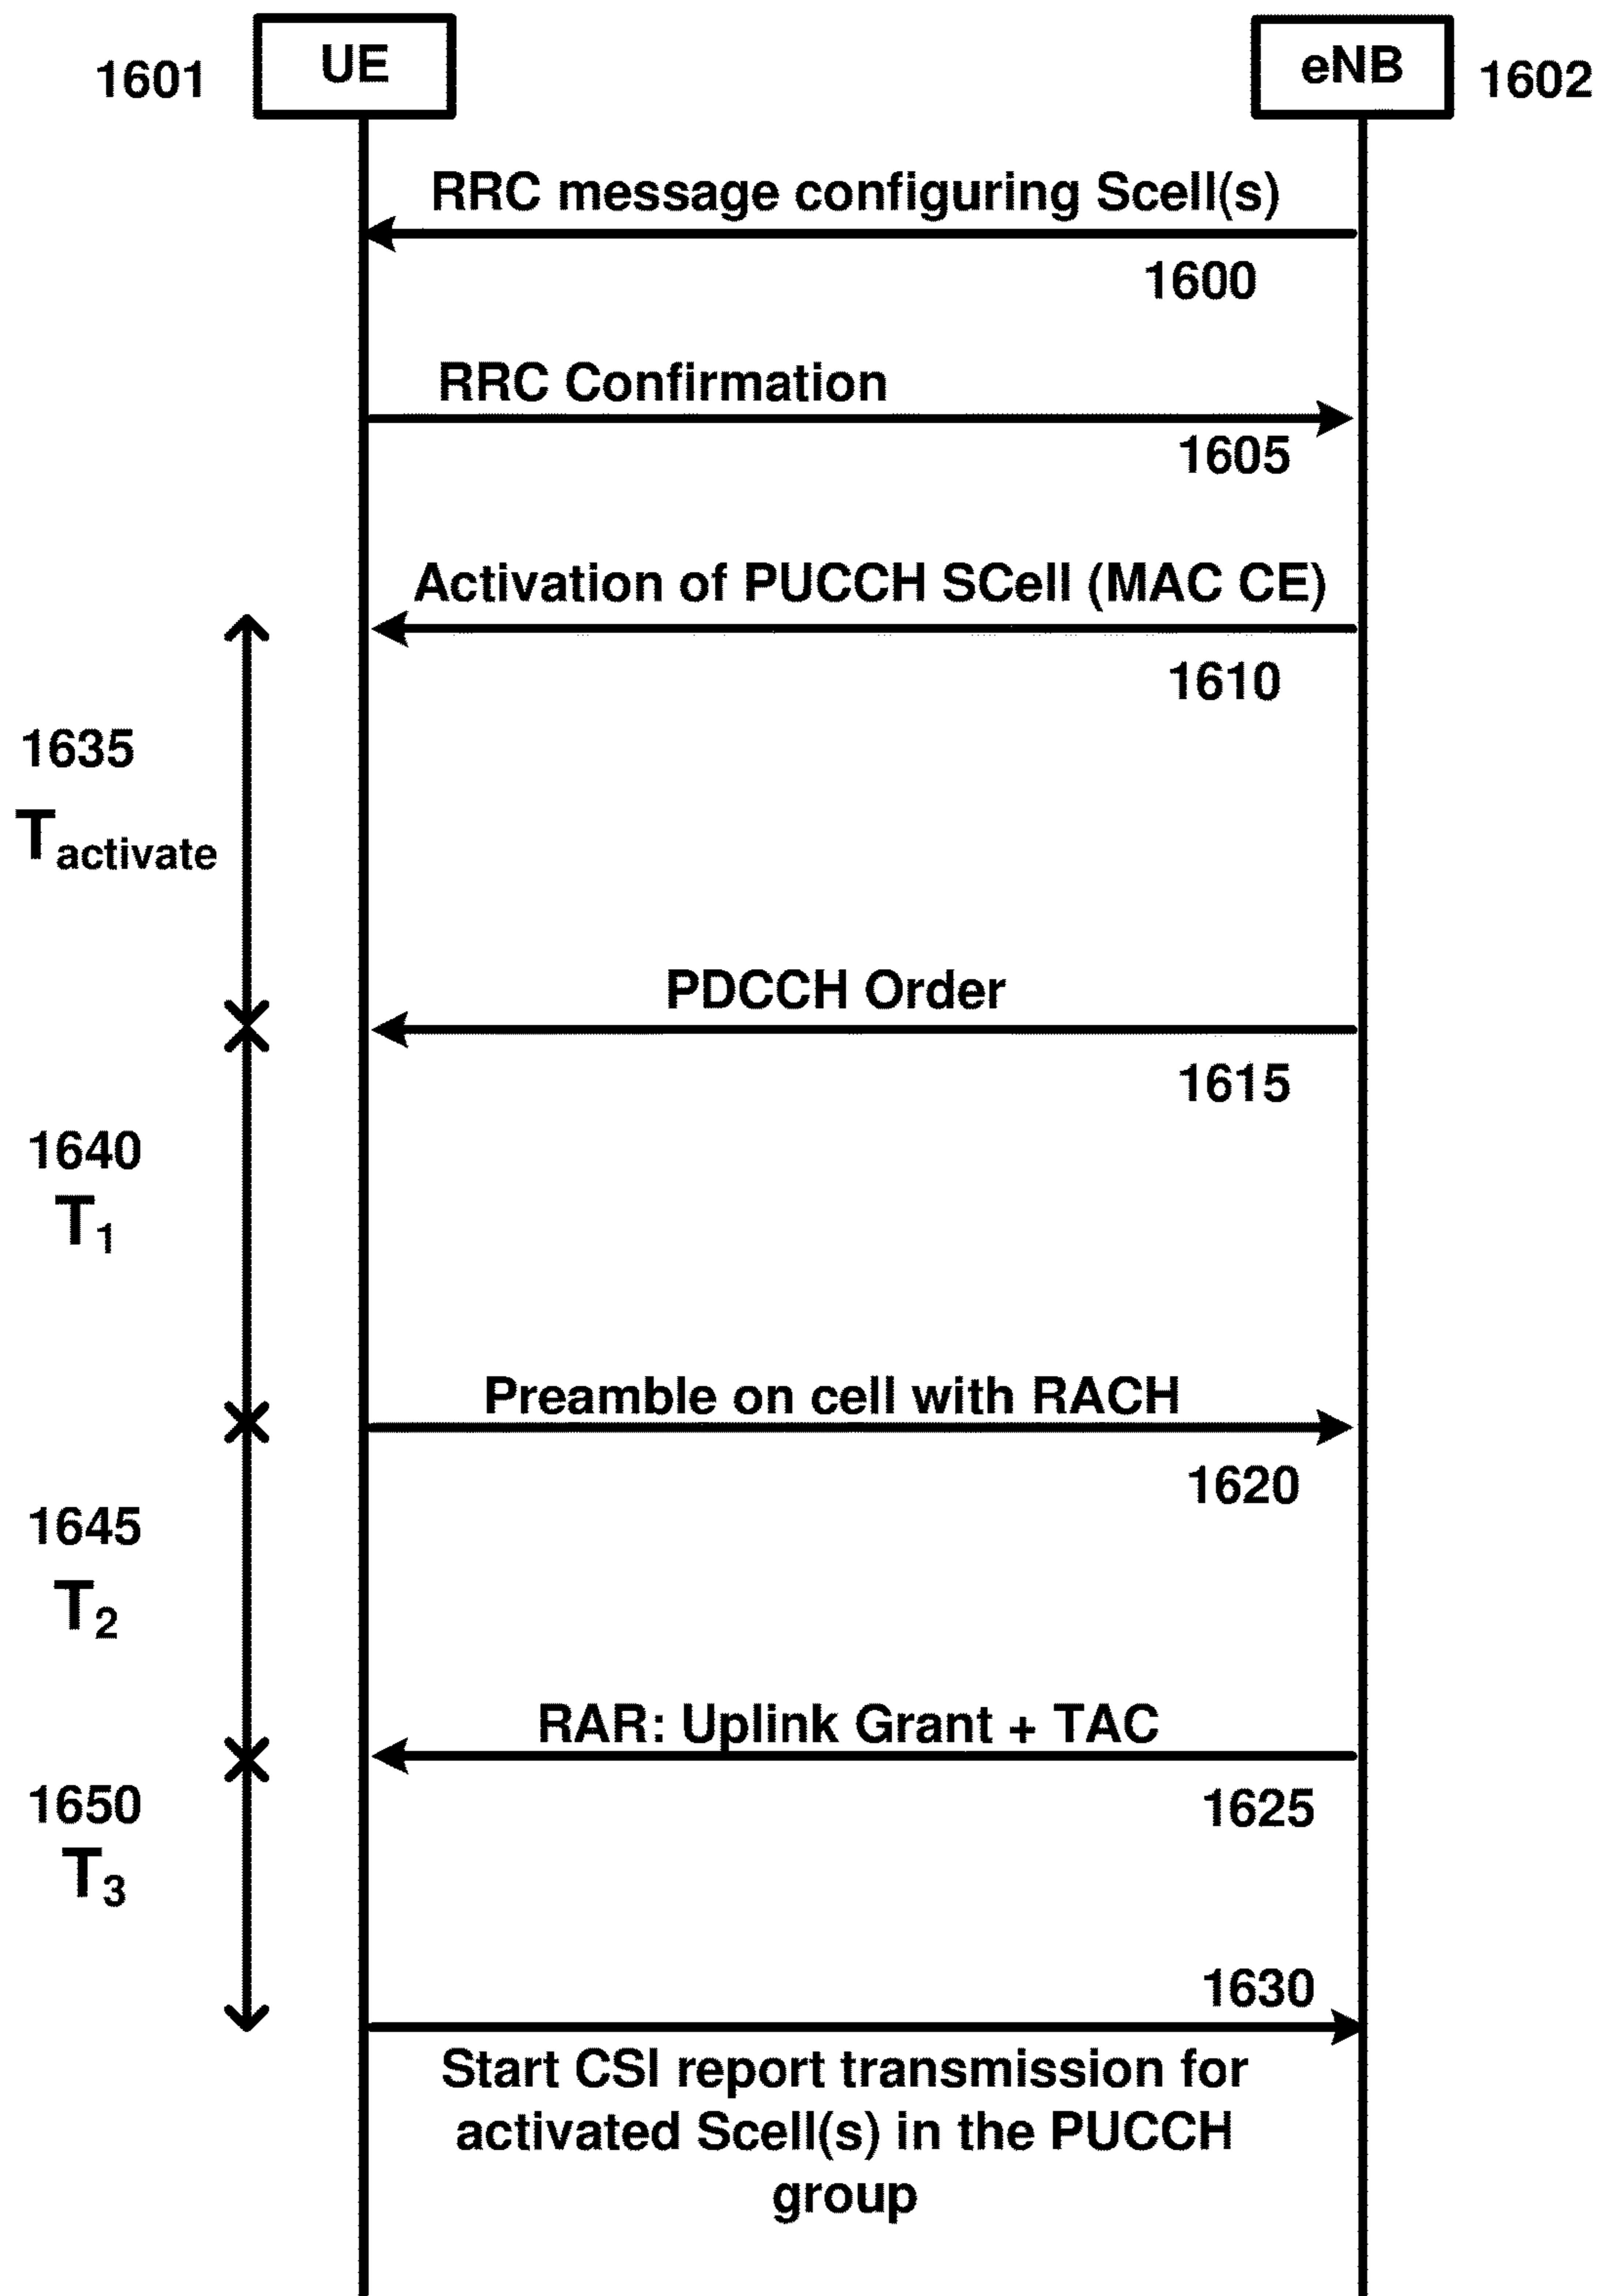 1601
UE
eNB
1602
RRC message configuring Scell(s)
1600
RRC Confirmation
1605
Activation of PUCCH SCell (MAC CE)
1610
1635
Tactivate
PDCCH Order
1615
1640
T1
Preamble on cell with RACH
1620
1645
T2
RAR: Uplink Grant + TAC
1625
1650
T3
1630
Start CSI report transmission for
activated Scell(s) in the PUCCH
group